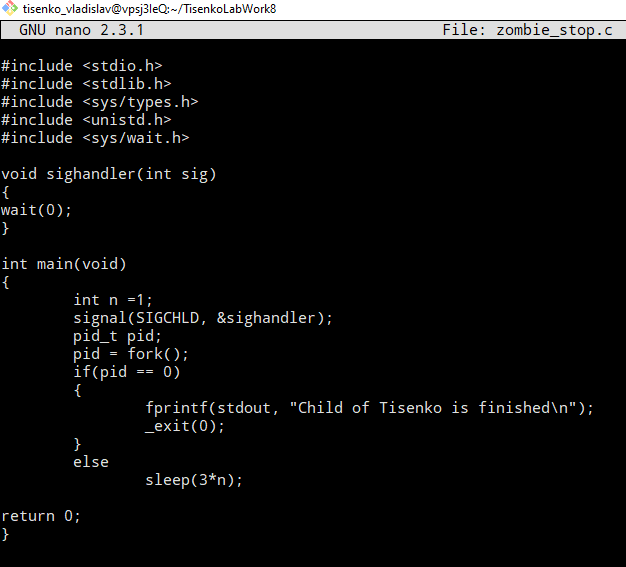 tisenko_vladislav@vpsj3leQ:~/TisenkoLabWork8
GNU nano 2.3.1 File: zombie_stop.c
#include <stdio.h>
#include <stdlib.h>
#include <sys/types.h>
#include <unistd.h>
#include <sys/wait.h>
void sighandler(int sig)
{
wait(0);
}
int main(void)
{
int n =1;
signal(SIGCHLD, &sighandler);
pid_t pid;
pid = fork();
if(pid == 0)
{
fprintf(stdout, "Child of Tisenko is finished\n");
_exit(0);
}
else
sleep(3*n);
return 0;
}